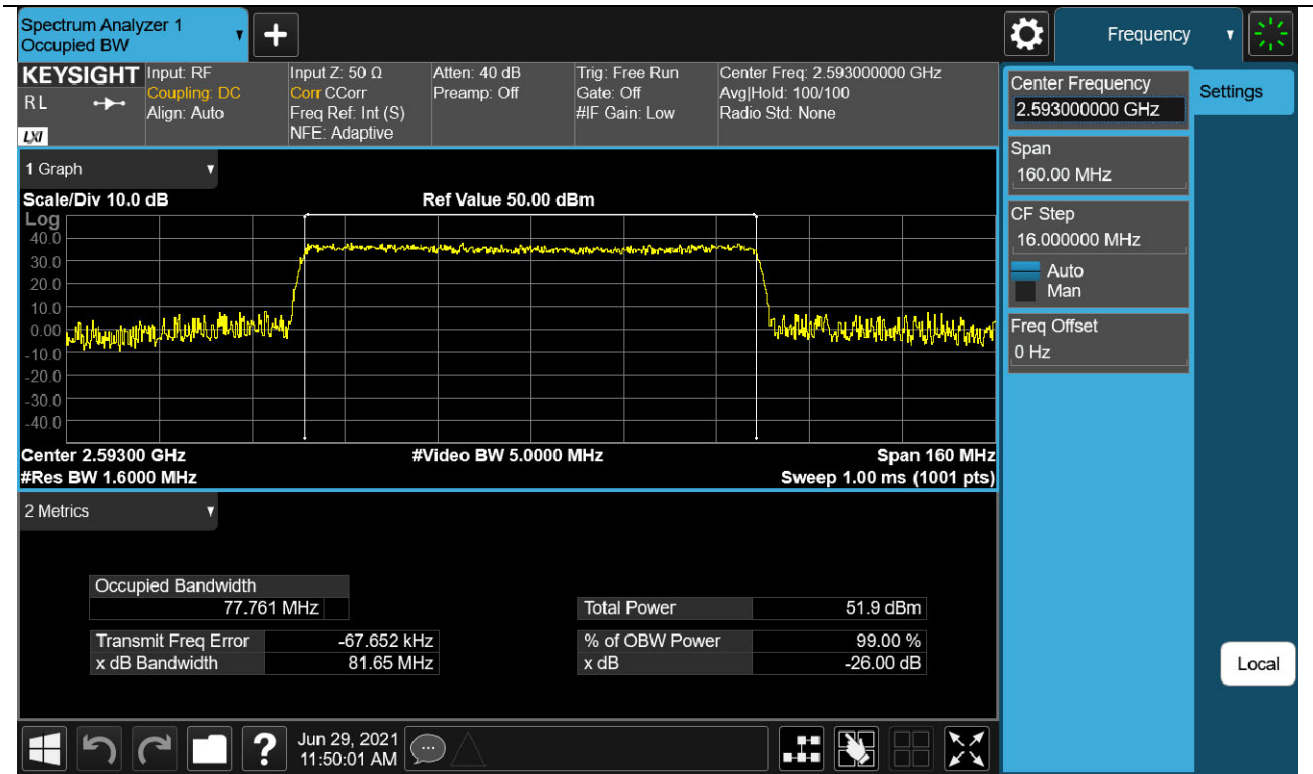 Spectrum Analyzer 1
Occupied BW
+
Frequency
KEYSIGHT
RL
LXI
Input: RF
Coupling: DC
Align: Auto
Input Z: 50 Ω
Corr CCorr
Freq Ref: Int (S)
NFE: Adaptive
Atten: 40 dB
Preamp: Off
Trig: Free Run
Gate: Off
#IF Gain: Low
Center Freq: 2.593000000 GHz
Avg|Hold: 100/100
Radio Std: None
Center Frequency
2.593000000 GHz
Settings
Span
160.00 MHz
CF Step
16.000000 MHz
Auto
Man
Freq Offset
0 Hz
Local
1 Graph
Scale/Div 10.0 dB
Ref Value 50.00 dBm
Log
40.0
30.0
20.0
10.0
0.00
-10.0
-20.0
-30.0
-40.0
Center 2.59300 GHz
#Video BW 5.0000 MHz
Span 160 MHz
#Res BW 1.6000 MHz
Sweep 1.00 ms (1001 pts)
2 Metrics
Occupied Bandwidth
77.761 MHz
Total Power 51.9 dBm
Transmit Freq Error -67.652 kHz
% of OBW Power 99.00 %
x dB Bandwidth 81.65 MHz
x dB -26.00 dB
?
Jun 29, 2021
11:50:01 AM